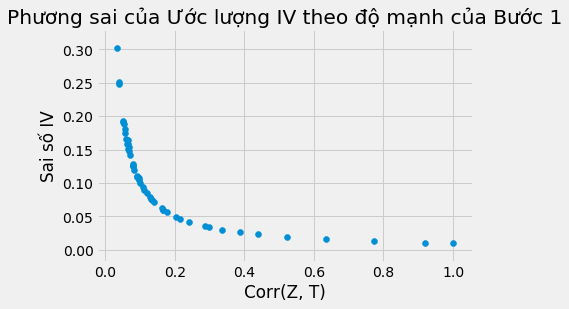 Phương sai của Ước lượng IV theo độ mạnh của Bước 1
0.30
0.25
0.20
0.15
0.10
0.05
0.00
Sai số IV
0.0 0.2 0.4 0.6 0.8 1.0
Corr(Z, T)